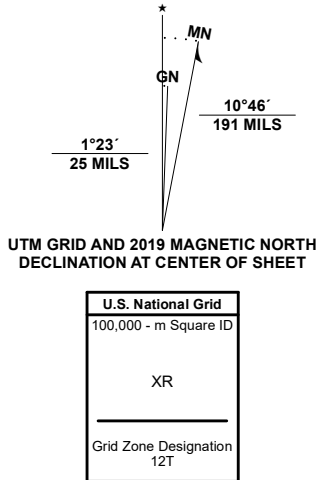 MN
GN
1°23´
25 MILS
10°46´
191 MILS
UTM GRID AND 2019 MAGNETIC NORTH
DECLINATION AT CENTER OF SHEET
U.S. National Grid
100,000 - m Square ID
XR
Grid Zone Designation
12T